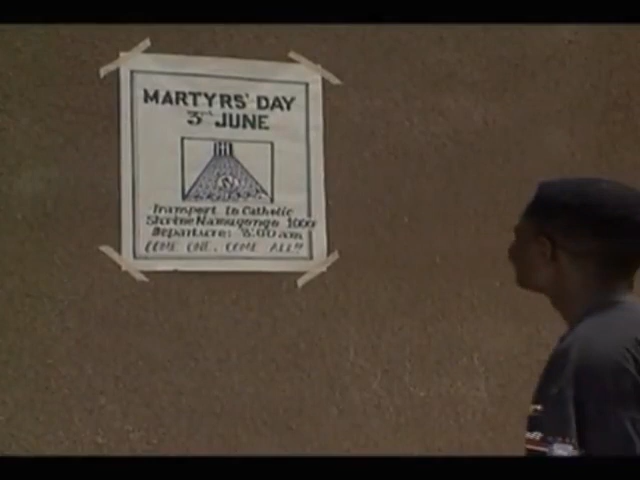 MARTYRS' DAY
3rd JUNE
Transport to Catholic
Shrine Namugongo 1000/
Departure: 8:00 am
COME ONE, COME ALL!!